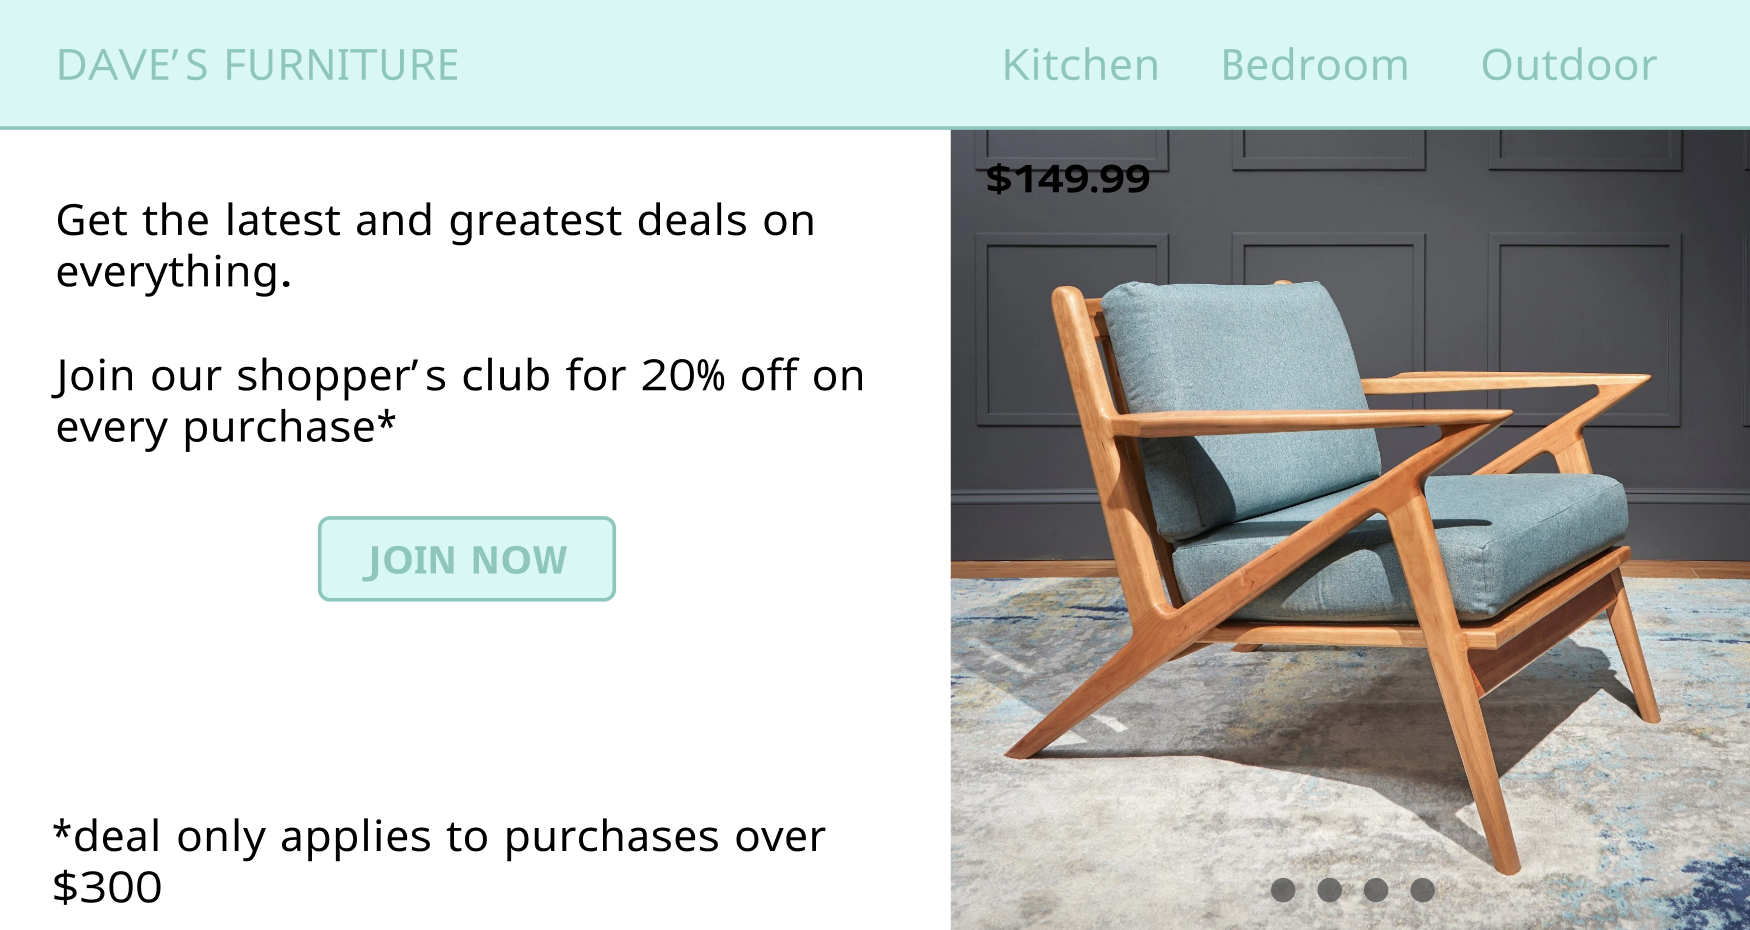 DAVE'S FURNITURE
Kitchen Bedroom Outdoor
Get the latest and greatest deals on
everything.
Join our shopper's club for 20% off on
every purchase*
JOIN NOW
*deal only applies to purchases over
$300
$149.99